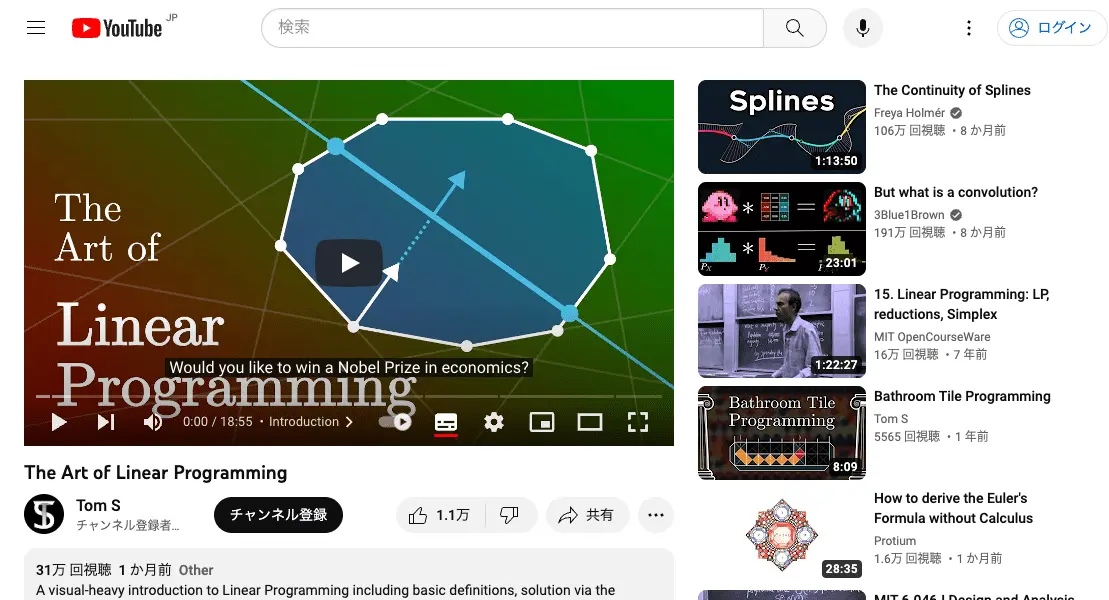 YouTube JP
検索
ログイン
The
Art of
Linear
Programming
Would you like to win a Nobel Prize in economics?
0:00 / 18:55 • Introduction
The Art of Linear Programming
Tom S
チャンネル登録者…
チャンネル登録
1.1万
共有
31万 回視聴 1 か月前 Other
A visual-heavy introduction to Linear Programming including basic definitions, solution via the
Splines
1:13:50
The Continuity of Splines
Freya Holmér
106万 回視聴 ・8 か月前
23:01
But what is a convolution?
3Blue1Brown
191万 回視聴 ・8 か月前
1:22:27
15. Linear Programming: LP,
reductions, Simplex
MIT OpenCourseWare
16万 回視聴 ・7 年前
Bathroom Tile
Programming
8:09
Bathroom Tile Programming
Tom S
5565 回視聴 ・1 年前
28:35
How to derive the Euler's
Formula without Calculus
Protium
1.6万 回視聴 ・1 か月前
MIT 6.046J Design and Analysis